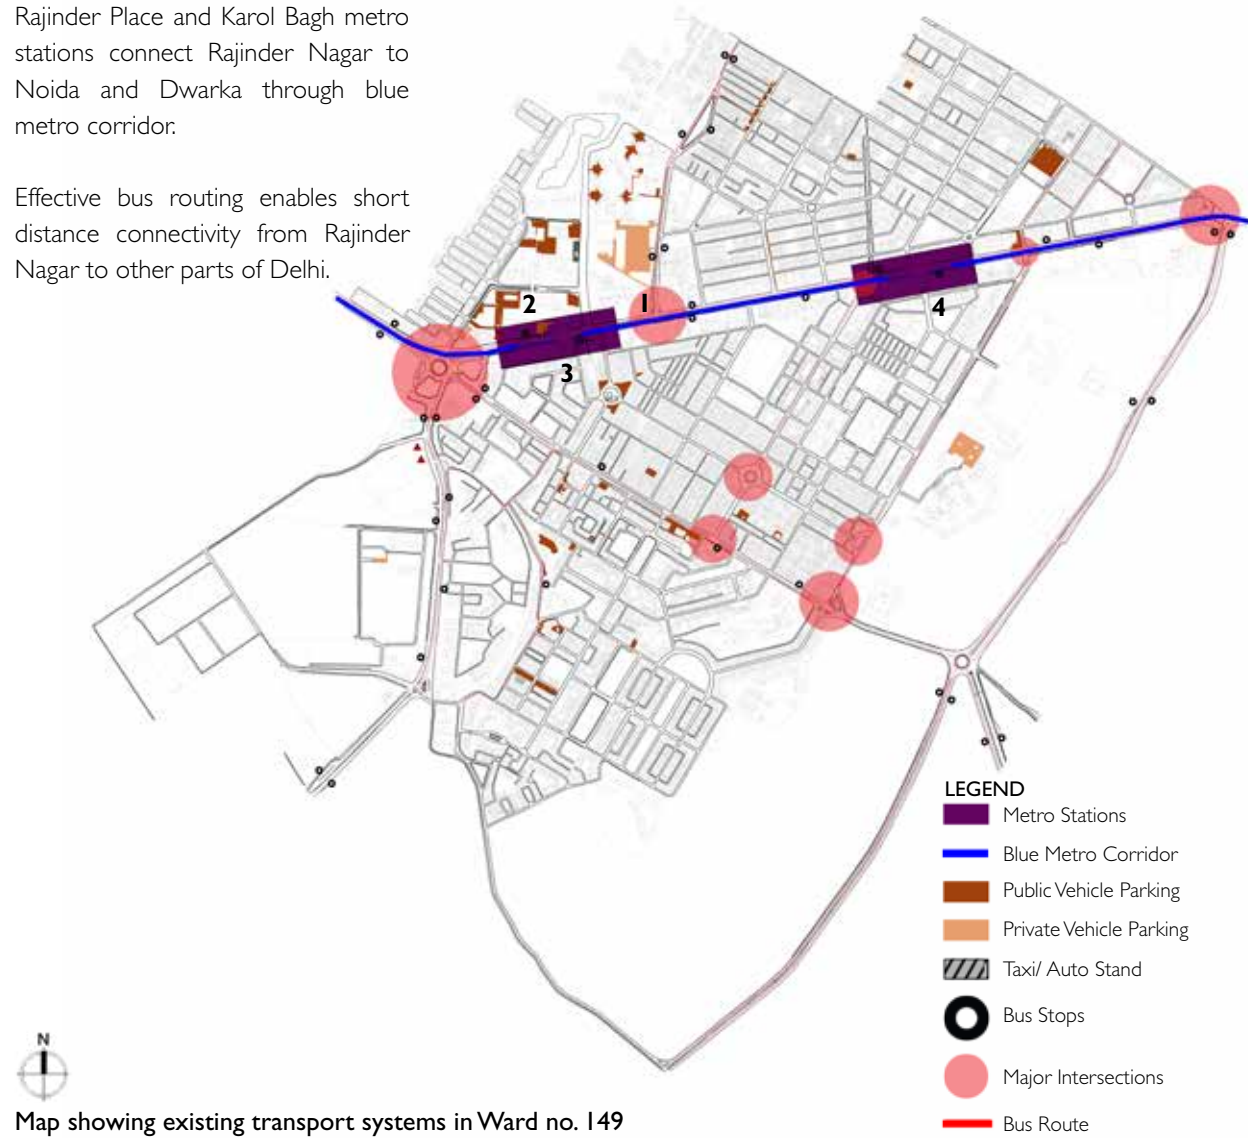 Rajinder Place and Karol Bagh metro
stations connect Rajinder Nagar to
Noida and Dwarka through blue
metro corridor.
Effective bus routing enables short
distance connectivity from Rajinder
Nagar to other parts of Delhi.
2
1
4
3
LEGEND
Metro Stations
Blue Metro Corridor
Public Vehicle Parking
Private Vehicle Parking
Taxi/ Auto Stand
Bus Stops
Major Intersections
Bus Route
N
Map showing existing transport systems in Ward no. 149